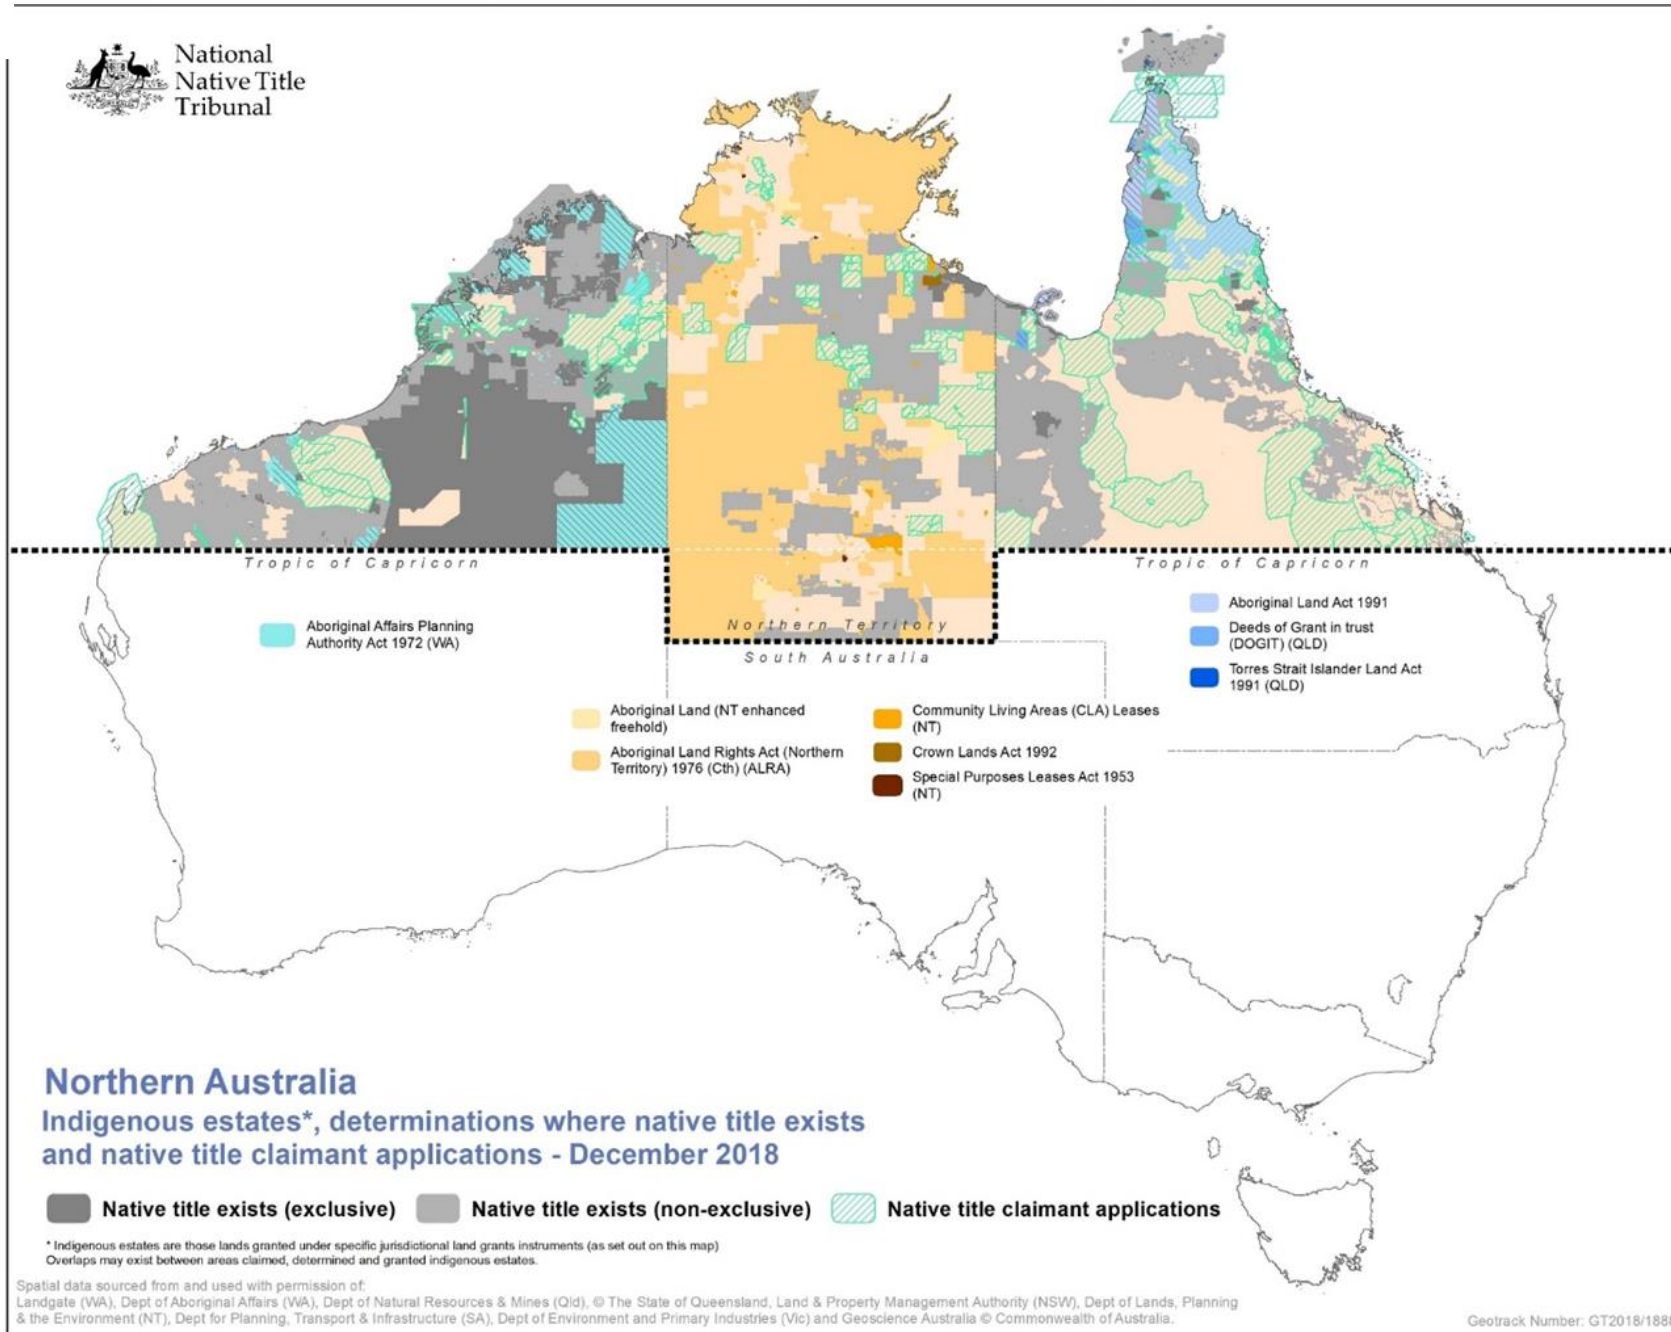 National
Native Title
Tribunal
Tropic of Capricorn
Tropic of Capricorn
Northern Territory
South Australia
Aboriginal Affairs Planning
Authority Act 1972 (WA)
Aboriginal Land Act 1991
Deeds of Grant in trust
(DOGIT) (QLD)
Torres Strait Islander Land Act
1991 (QLD)
Aboriginal Land (NT enhanced
freehold)
Aboriginal Land Rights Act (Northern
Territory) 1976 (Cth) (ALRA)
Community Living Areas (CLA) Leases
(NT)
Crown Lands Act 1992
Special Purposes Leases Act 1953
(NT)
Northern Australia
Indigenous estates*, determinations where native title exists
and native title claimant applications - December 2018
Native title exists (exclusive)
Native title exists (non-exclusive)
Native title claimant applications
* Indigenous estates are those lands granted under specific jurisdictional land grants instruments (as set out on this map)
Overlaps may exist between areas claimed, determined and granted indigenous estates.
Spatial data sourced from and used with permission of:
Landgate (WA), Dept of Aboriginal Affairs (WA), Dept of Natural Resources & Mines (Qld), © The State of Queensland, Land & Property Management Authority (NSW), Dept of Lands, Planning
& the Environment (NT), Dept for Planning, Transport & Infrastructure (SA), Dept of Environment and Primary Industries (Vic) and Geoscience Australia © Commonwealth of Australia.
Geotrack Number: